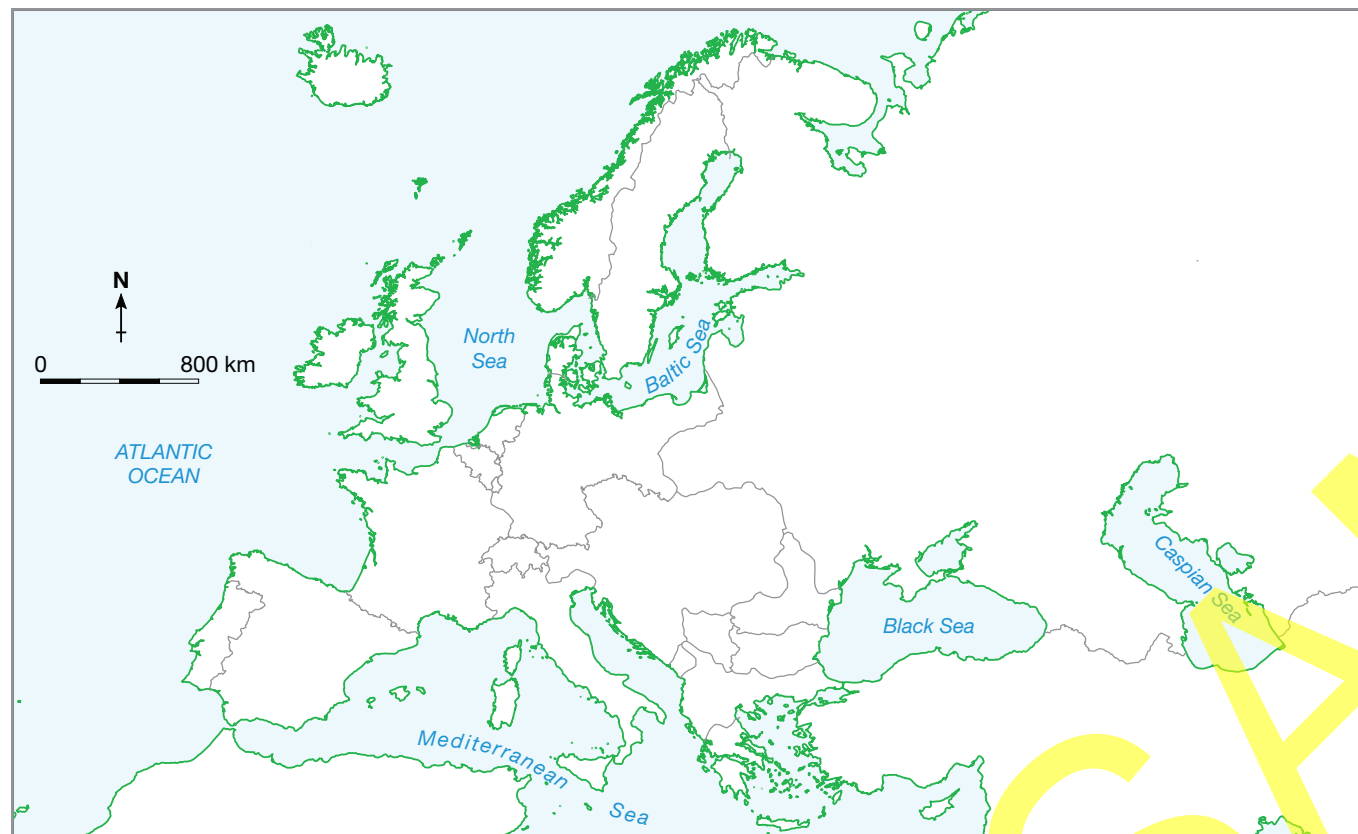 N
0 800 km
North
Sea
Baltic Sea
ATLANTIC
OCEAN
Caspian Sea
Black Sea
Mediterranean
Sea